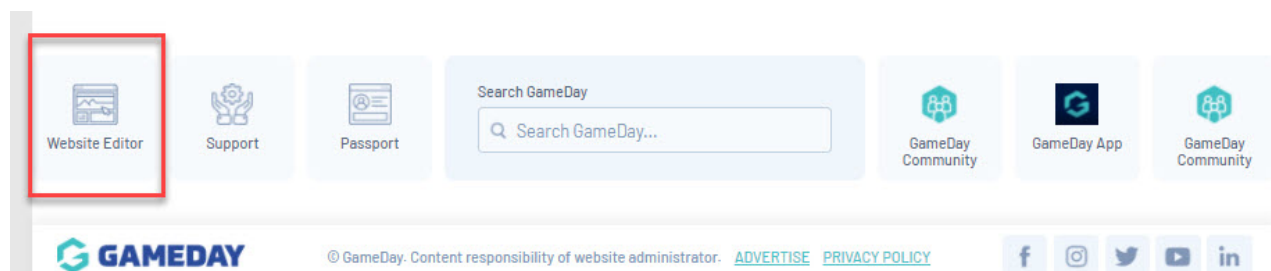 Website Editor
Support
Passport
Search GameDay
Search GameDay...
GameDay
Community
GameDay App
GameDay
Community
GAMEDAY
© GameDay. Content responsibility of website administrator. ADVERTISE PRIVACY POLICY
f
in